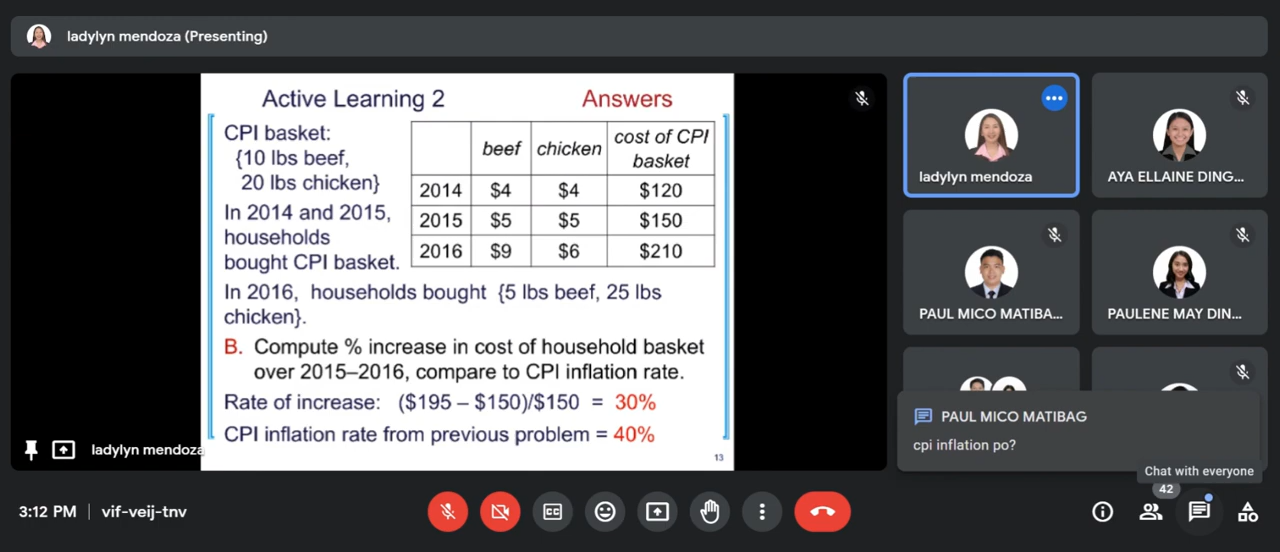 ladylyn mendoza (Presenting)
Active Learning 2 Answers
CPI basket:
{10 lbs beef,
20 lbs chicken}
In 2014 and 2015,
households
bought CPI basket.
beef chicken cost of CPI
basket
2014 $4 $4 $120
2015 $5 $5 $150
2016 $9 $6 $210
In 2016, households bought {5 lbs beef, 25 lbs
chicken}.
B. Compute % increase in cost of household basket
over 2015–2016, compare to CPI inflation rate.
Rate of increase: ($195 – $150)/$150 = 30%
CPI inflation rate from previous problem = 40%
13
ladylyn mendoza
ladylyn mendoza
AYA ELLAINE DING...
PAUL MICO MATIBA...
PAULENE MAY DIN...
PAUL MICO MATIBAG
cpi inflation po?
Chat with everyone
42
3:12 PM | vif-veij-tnv
CC